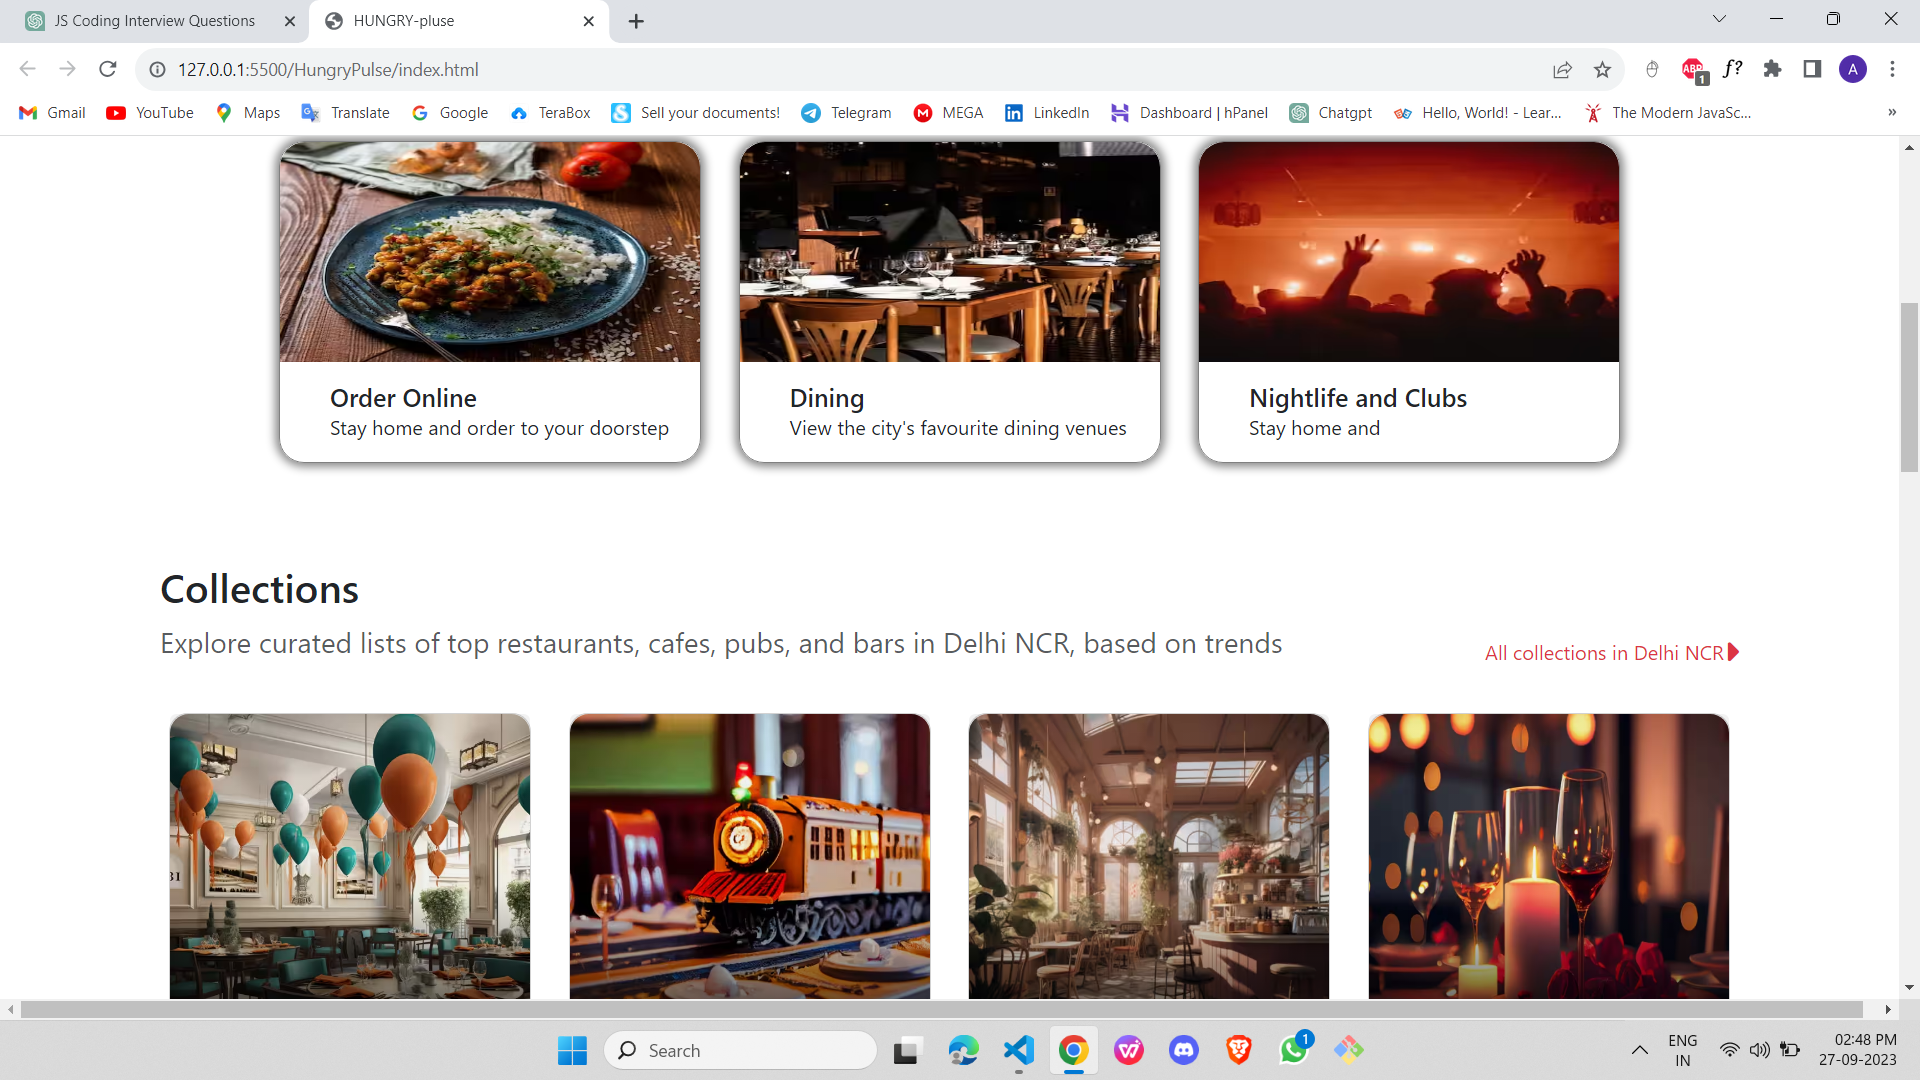 JS Coding Interview Questions
HUNGRY-pluse
127.0.0.1:5500/HungryPulse/index.html
ABP
1
f?
A
Gmail
YouTube
Maps
Translate
Google
TeraBox
Sell your documents!
Telegram
MEGA
LinkedIn
Dashboard | hPanel
Chatgpt
Hello, World! - Lear...
The Modern JavaSc...
»
Order Online
Stay home and order to your doorstep
Dining
View the city's favourite dining venues
Nightlife and Clubs
Stay home and
Collections
Explore curated lists of top restaurants, cafes, pubs, and bars in Delhi NCR, based on trends
All collections in Delhi NCR
Search
1
ENG
IN
02:48 PM
27-09-2023